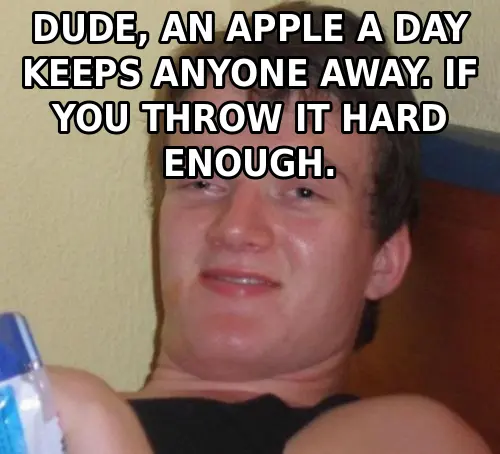 DUDE, AN APPLE A DAY
KEEPS ANYONE AWAY. IF
YOU THROW IT HARD
ENOUGH.